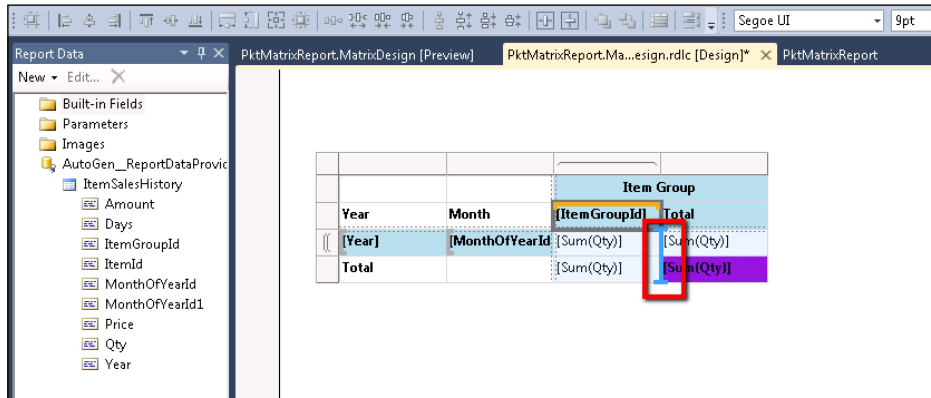 Segoe UI 9pt
Report Data
PktMatrixReport.MatrixDesign [Preview] PktMatrixReport.Ma...esign.rdlc [Design]* PktMatrixReport
New Edit...
Built-in Fields
Parameters
Images
AutoGen__ReportDataProvic
ItemSalesHistory
Amount
Days
ItemGroupId
ItemId
MonthOfYearId
MonthOfYearId1
Price
Qty
Year
Item Group
Year Month [ItemGroupId] Total
[Year] [MonthOfYearId [Sum(Qty)] [Sum(Qty)]
Total [Sum(Qty)] [Sum(Qty)]